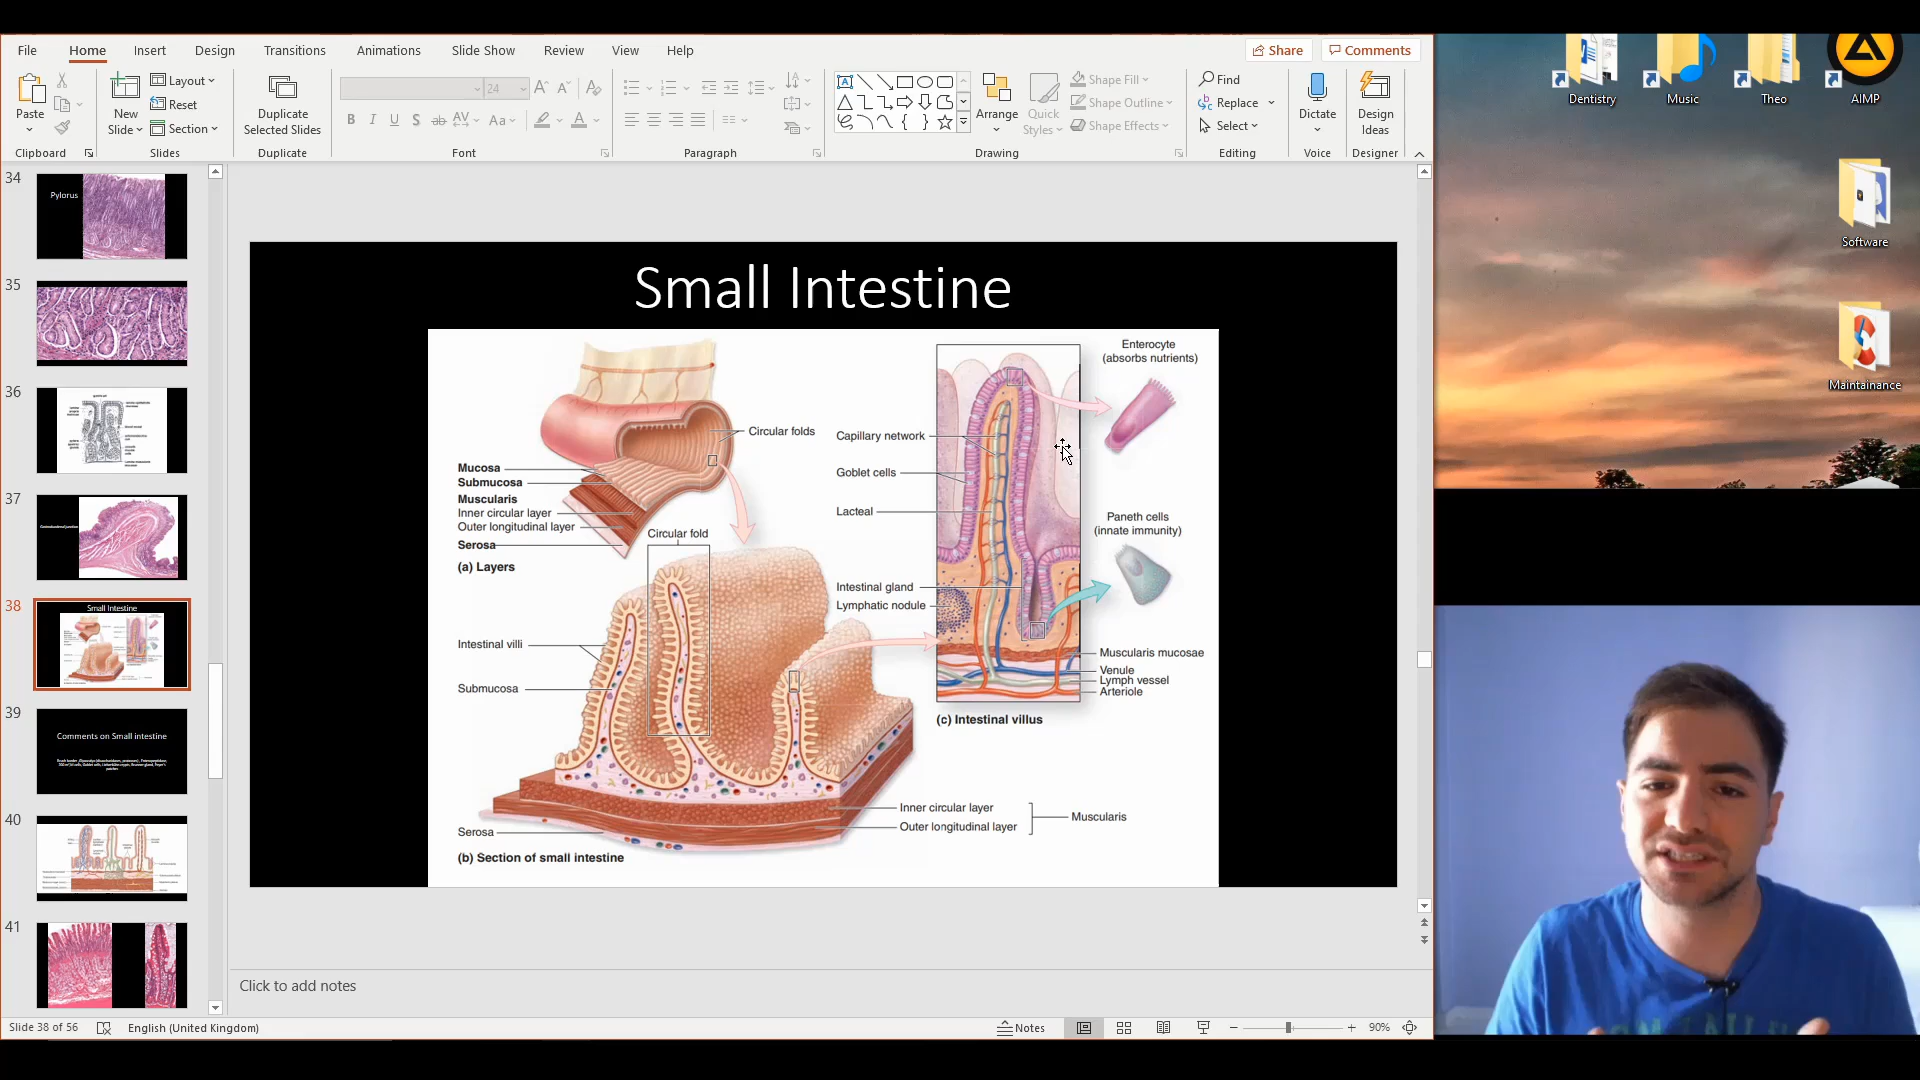 File Home Insert Design Transitions Animations Slide Show Review View Help Share Comments
Paste
Clipboard
New Slide
Layout
Reset
Section
Slides
Duplicate Selected Slides
Duplicate
24
B I U S ab AV Aa A
Font
Paragraph
Arrange
Quick Styles
Shape Fill
Shape Outline
Shape Effects
Drawing
Find
Replace
Select
Editing
Dictate
Voice
Design Ideas
Designer
34
Pylorus
35
36
37
38
Small Intestine
39
Comments on Small intestine
40
41
Small Intestine
Circular folds
Mucosa
Submucosa
Muscularis
Inner circular layer
Outer longitudinal layer
Serosa
(a) Layers
Circular fold
Intestinal villi
Submucosa
Serosa
Inner circular layer
Outer longitudinal layer
Muscularis
(b) Section of small intestine
Capillary network
Goblet cells
Lacteal
Intestinal gland
Lymphatic nodule
Enterocyte
(absorbs nutrients)
Paneth cells
(innate immunity)
Muscularis mucosae
Venule
Lymph vessel
Arteriole
(c) Intestinal villus
Click to add notes
Slide 38 of 56 English (United Kingdom) Notes 90%
Dentistry
Music
Theo
AIMP
Software
Maintainance